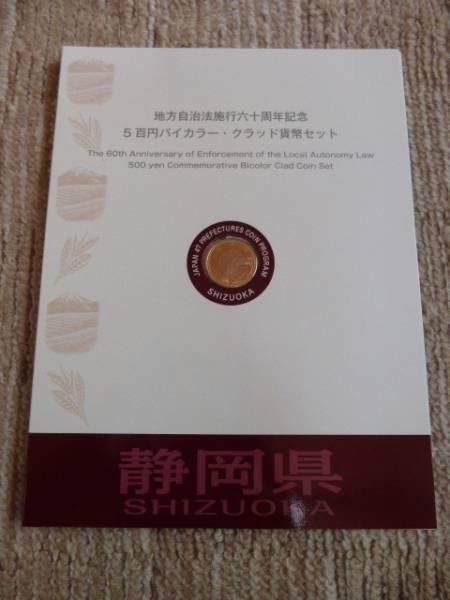 地方自治法施行六十周年記念
5百円バイカラー・クラッド貨幣セット
The 60th Anniversary of Enforcement of the Local Autonomy Law
500 yen Commemorative Bicolor Clad Coin Set
JAPAN 47 PREFECTURES COIN PROGRAM
SHIZUOKA
静岡県
SHIZUOKA